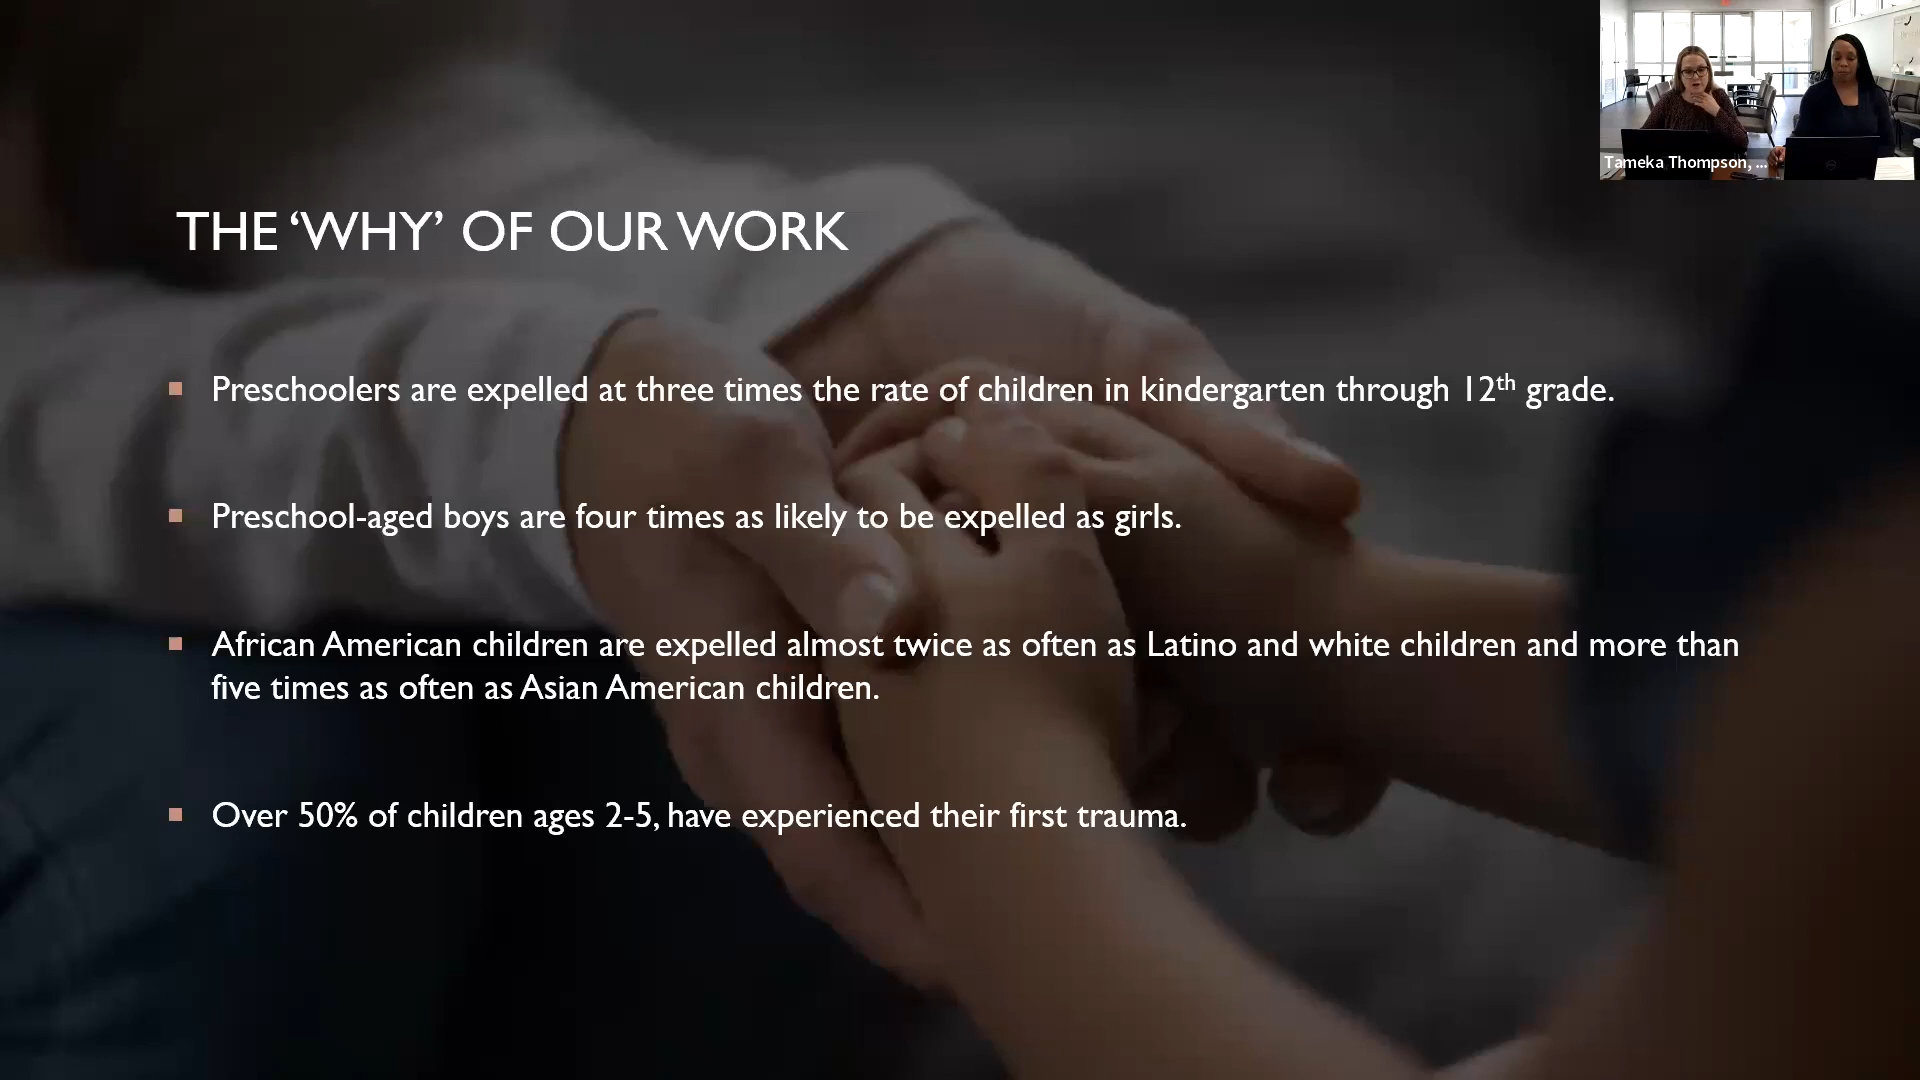 THE ‘WHY’ OF OUR WORK
Preschoolers are expelled at three times the rate of children in kindergarten through 12th grade.
Preschool-aged boys are four times as likely to be expelled as girls.
African American children are expelled almost twice as often as Latino and white children and more than
five times as often as Asian American children.
Over 50% of children ages 2-5, have experienced their first trauma.
Tameka Thompson, ...